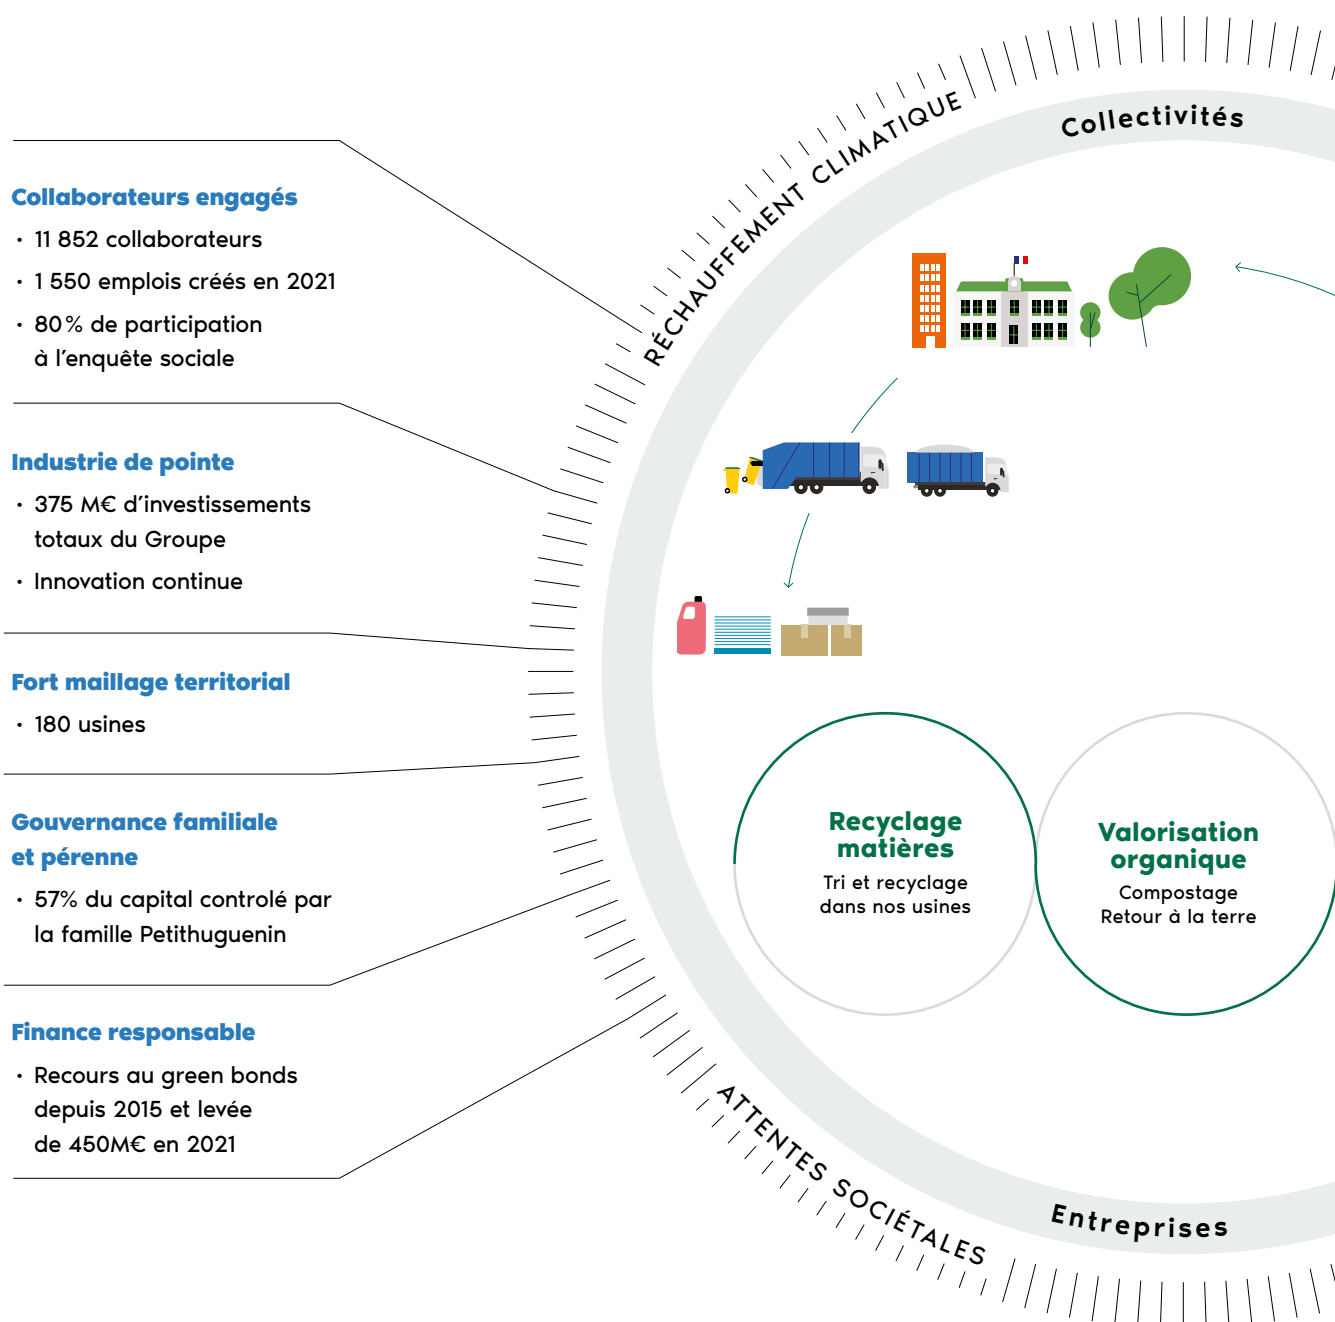 Collaborateurs engagés
· 11 852 collaborateurs
· 1 550 emplois créés en 2021
· 80% de participation
à l’enquête sociale
Industrie de pointe
· 375 M€ d’investissements
totaux du Groupe
· Innovation continue
Fort maillage territorial
· 180 usines
Gouvernance familiale
et pérenne
· 57% du capital controlé par
la famille Petithuguenin
Finance responsable
· Recours au green bonds
depuis 2015 et levée
de 450M€ en 2021
RÉCHAUFFEMENT CLIMATIQUE
Collectivités
Recyclage
matières
Tri et recyclage
dans nos usines
Valorisation
organique
Compostage
Retour à la terre
ATTENTES SOCIÉTALES
Entreprises